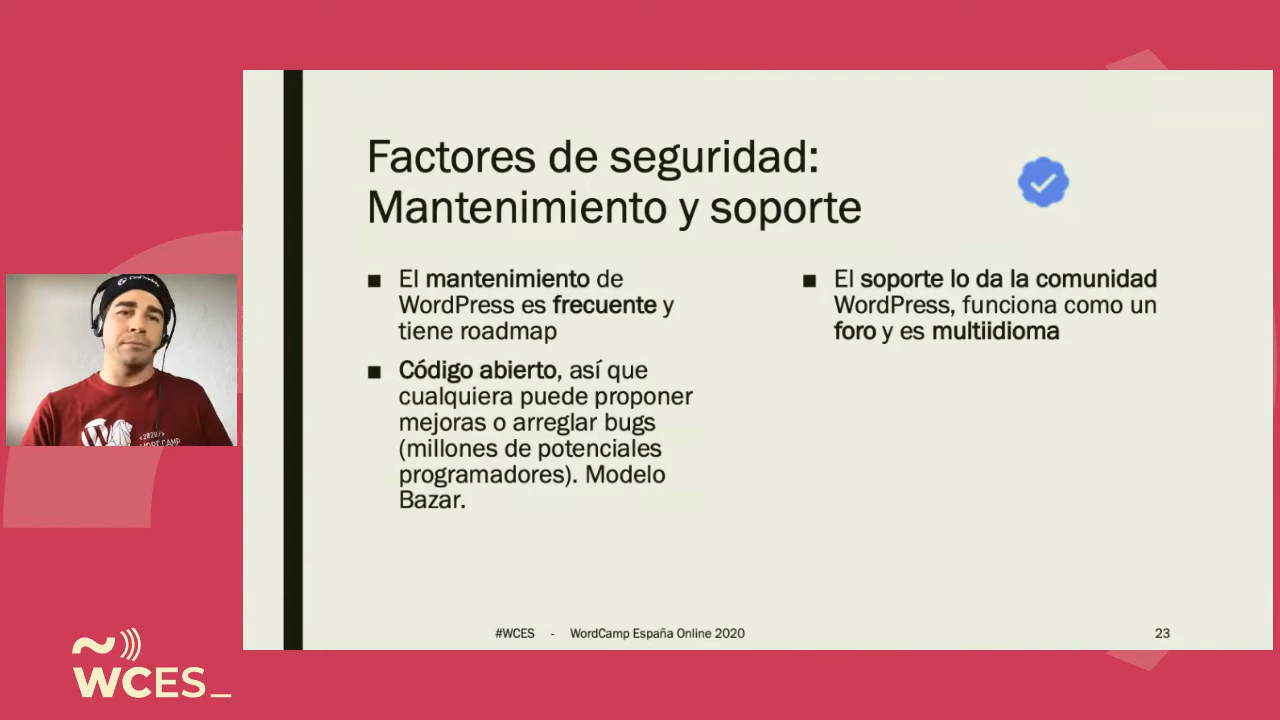 Factores de seguridad:
Mantenimiento y soporte
■ El mantenimiento de
WordPress es frecuente y
tiene roadmap
■ Código abierto, así que
cualquiera puede proponer
mejoras o arreglar bugs
(millones de potenciales
programadores). Modelo
Bazar.
■ El soporte lo da la comunidad
WordPress, funciona como un
foro y es multiidioma
#WCES - WordCamp España Online 2020
23
WCES_